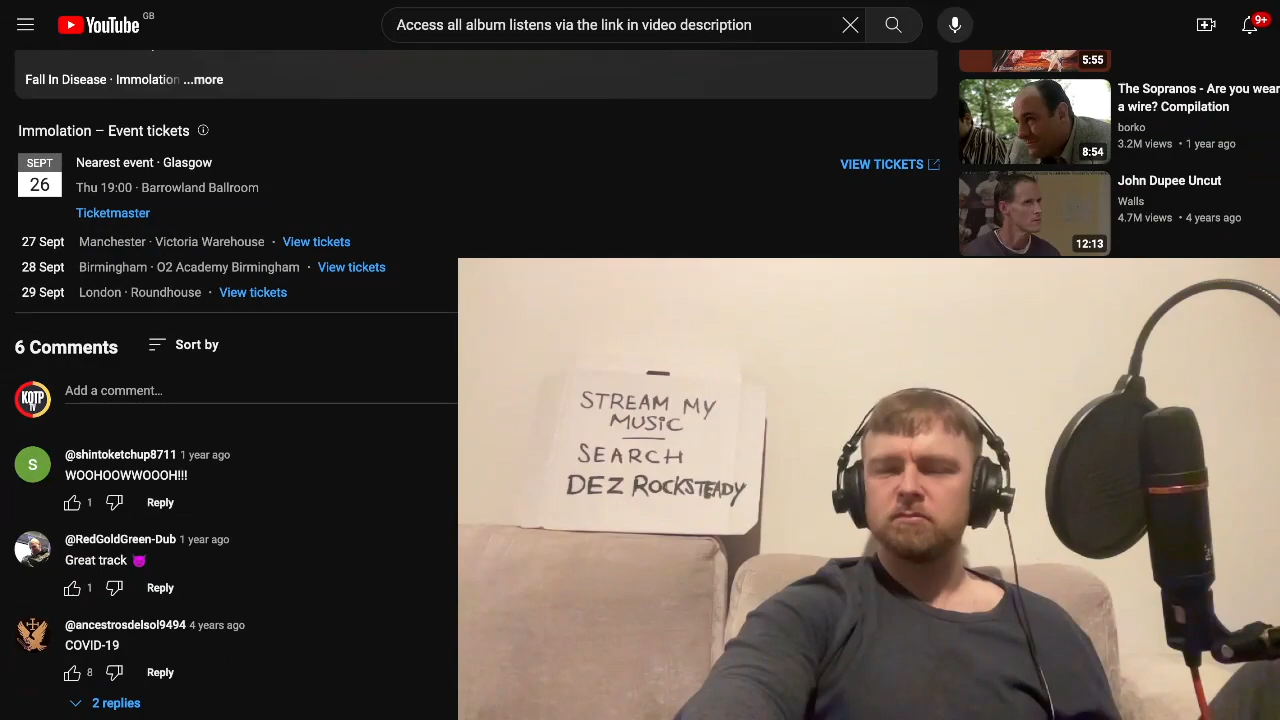 YouTube GB
Access all album listens via the link in video description
9+
Fall In Disease · Immolation ...more
Immolation – Event tickets
SEPT
26
Nearest event · Glasgow
Thu 19:00 · Barrowland Ballroom
Ticketmaster
VIEW TICKETS
27 Sept Manchester · Victoria Warehouse · View tickets
28 Sept Birmingham · O2 Academy Birmingham · View tickets
29 Sept London · Roundhouse · View tickets
6 Comments Sort by
KOTP
TV
Add a comment...
S
@shintoketchup8711 1 year ago
WOOHOOWWOOOH!!!
1 Reply
@RedGoldGreen-Dub 1 year ago
Great track 😈
1 Reply
@ancestrosdelsol9494 4 years ago
COVID-19
8 Reply
2 replies
5:55
The Sopranos - Are you wear
a wire? Compilation
borko
3.2M views • 1 year ago
8:54
John Dupee Uncut
Walls
4.7M views • 4 years ago
12:13
STREAM MY
MUSIC
SEARCH
DEZ ROCKSTEADY